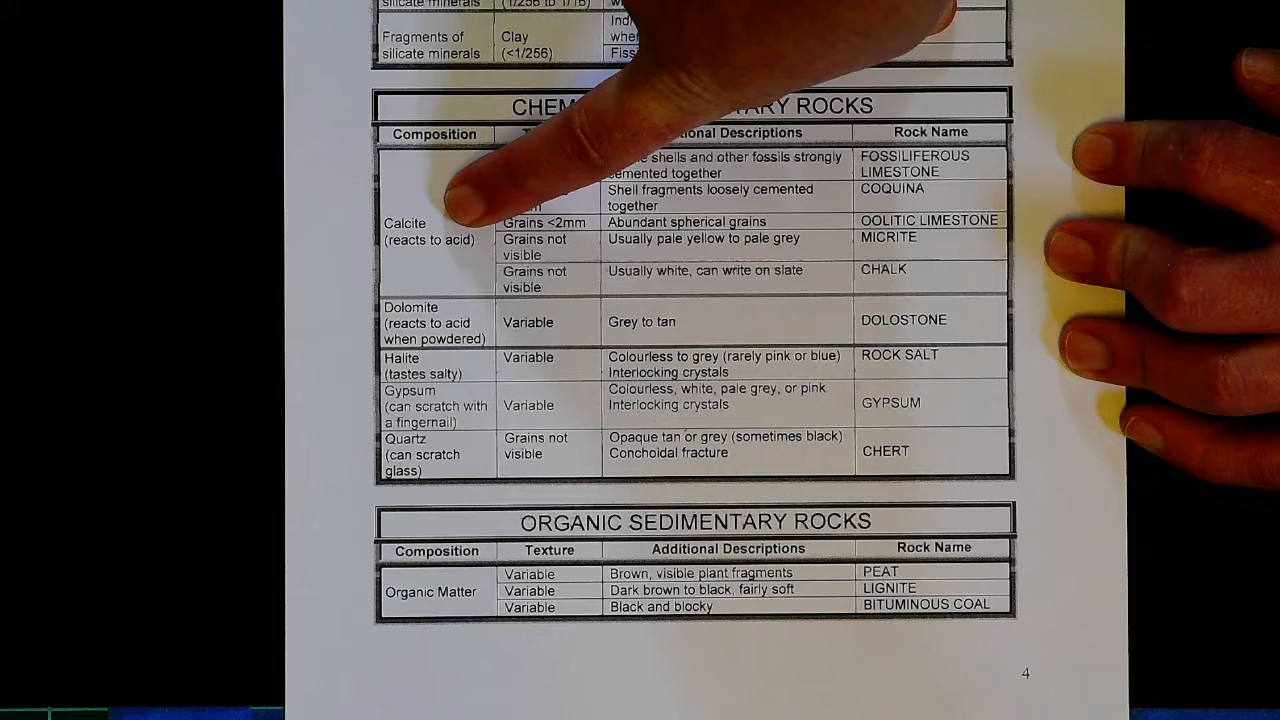 silicate minerals (1/256 to 1/16)
Fragments of silicate minerals
Clay (<1/256)
SEDIMENTARY ROCKS
Composition Descriptions Rock Name
Calcite
(reacts to acid)
shells and other fossils strongly
cemented together
FOSSILIFEROUS
LIMESTONE
Shell fragments loosely cemented
together
COQUINA
Grains <2mm Abundant spherical grains OOLITIC LIMESTONE
Grains not
visible
Usually pale yellow to pale grey MICRITE
Grains not
visible
Usually white, can write on slate CHALK
Dolomite
(reacts to acid
when powdered)
Variable Grey to tan DOLOSTONE
Halite
(tastes salty)
Variable Colourless to grey (rarely pink or blue)
Interlocking crystals
ROCK SALT
Gypsum
(can scratch with
a fingernail)
Variable
Colourless, white, pale grey, or pink
Interlocking crystals
GYPSUM
Quartz
(can scratch
glass)
Grains not
visible
Opaque tan or grey (sometimes black)
Conchoidal fracture
CHERT
ORGANIC SEDIMENTARY ROCKS
Composition Texture Additional Descriptions Rock Name
Organic Matter
Variable Brown, visible plant fragments PEAT
Variable Dark brown to black, fairly soft LIGNITE
Variable Black and blocky BITUMINOUS COAL
4